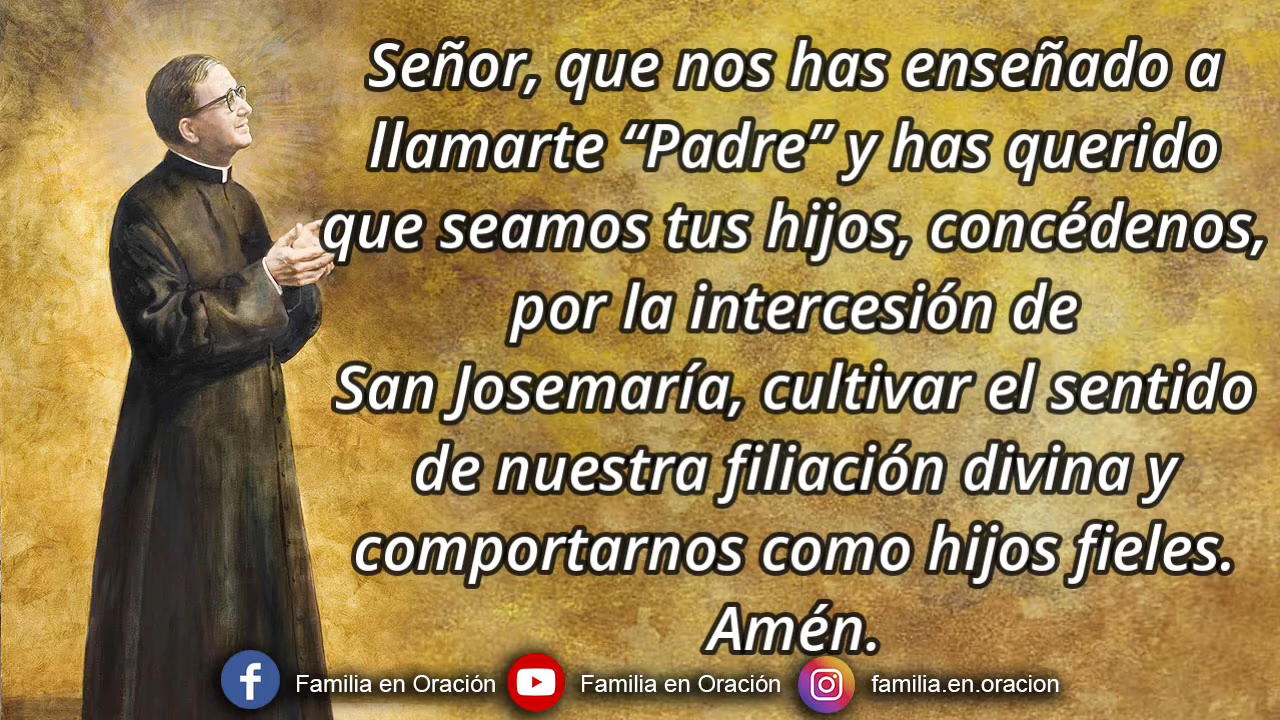 Señor, que nos has enseñado a
llamarte “Padre” y has querido
que seamos tus hijos, concédenos,
por la intercesión de
San Josemaría, cultivar el sentido
de nuestra filiación divina y
comportarnos como hijos fieles.
Amén.
Familia en Oración Familia en Oración familia.en.oracion